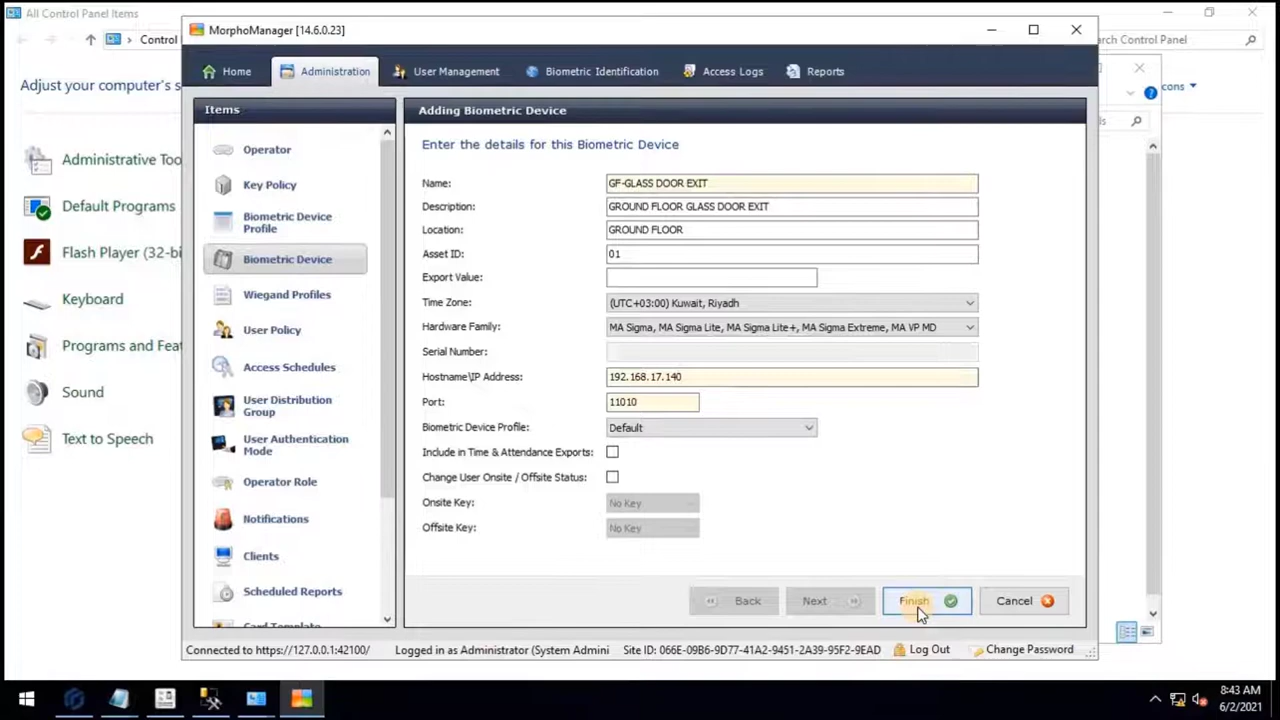 All Control Panel Items
Control
arch Control Panel
Adjust your computer's s
cons
ls
Administrative Too
Default Programs
Flash Player (32-bi
Keyboard
Programs and Feat
Sound
Text to Speech
MorphoManager [14.6.0.23]
Home
Administration
User Management
Biometric Identification
Access Logs
Reports
Items
Operator
Key Policy
Biometric Device
Profile
Biometric Device
Wiegand Profiles
User Policy
Access Schedules
User Distribution
Group
User Authentication
Mode
Operator Role
Notifications
Clients
Scheduled Reports
Card Template
Adding Biometric Device
Enter the details for this Biometric Device
Name: GF-GLASS DOOR EXIT
Description: GROUND FLOOR GLASS DOOR EXIT
Location: GROUND FLOOR
Asset ID: 01
Export Value:
Time Zone: (UTC+03:00) Kuwait, Riyadh
Hardware Family: MA Sigma, MA Sigma Lite, MA Sigma Lite+, MA Sigma Extreme, MA VP MD
Serial Number:
Hostname\IP Address: 192.168.17.140
Port: 11010
Biometric Device Profile: Default
Include in Time & Attendance Exports:
Change User Onsite / Offsite Status:
Onsite Key: No Key
Offsite Key: No Key
Back
Next
Finish
Cancel
Connected to https://127.0.0.1:42100/
Logged in as Administrator (System Admini
Site ID: 066E-09B6-9D77-41A2-9451-2A39-95F2-9EAD
Log Out
Change Password
8:43 AM
6/2/2021